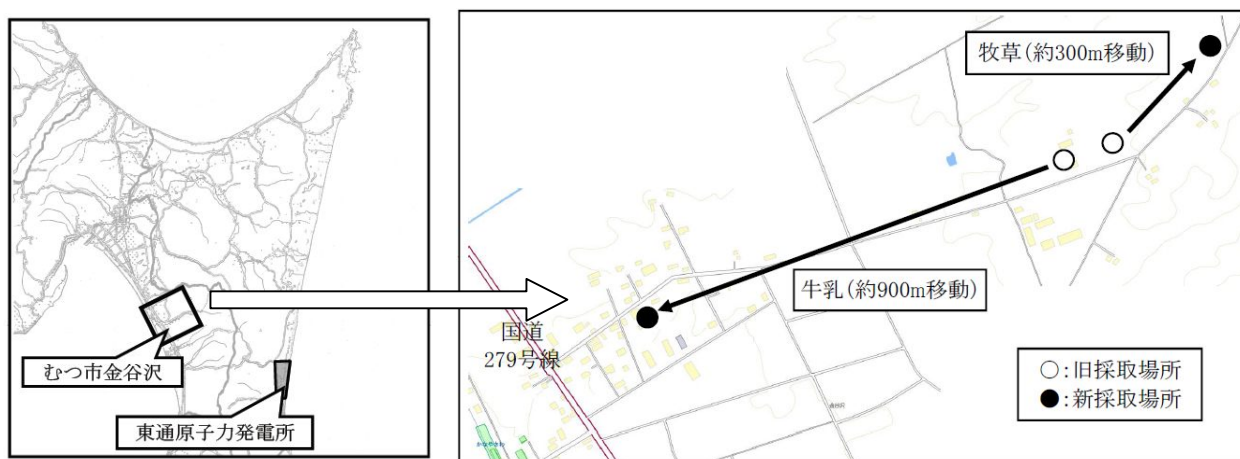 むつ市金谷沢
東通原子力発電所
牧草(約300m移動)
牛乳(約900m移動)
国道
279号線
○:旧採取場所
●:新採取場所